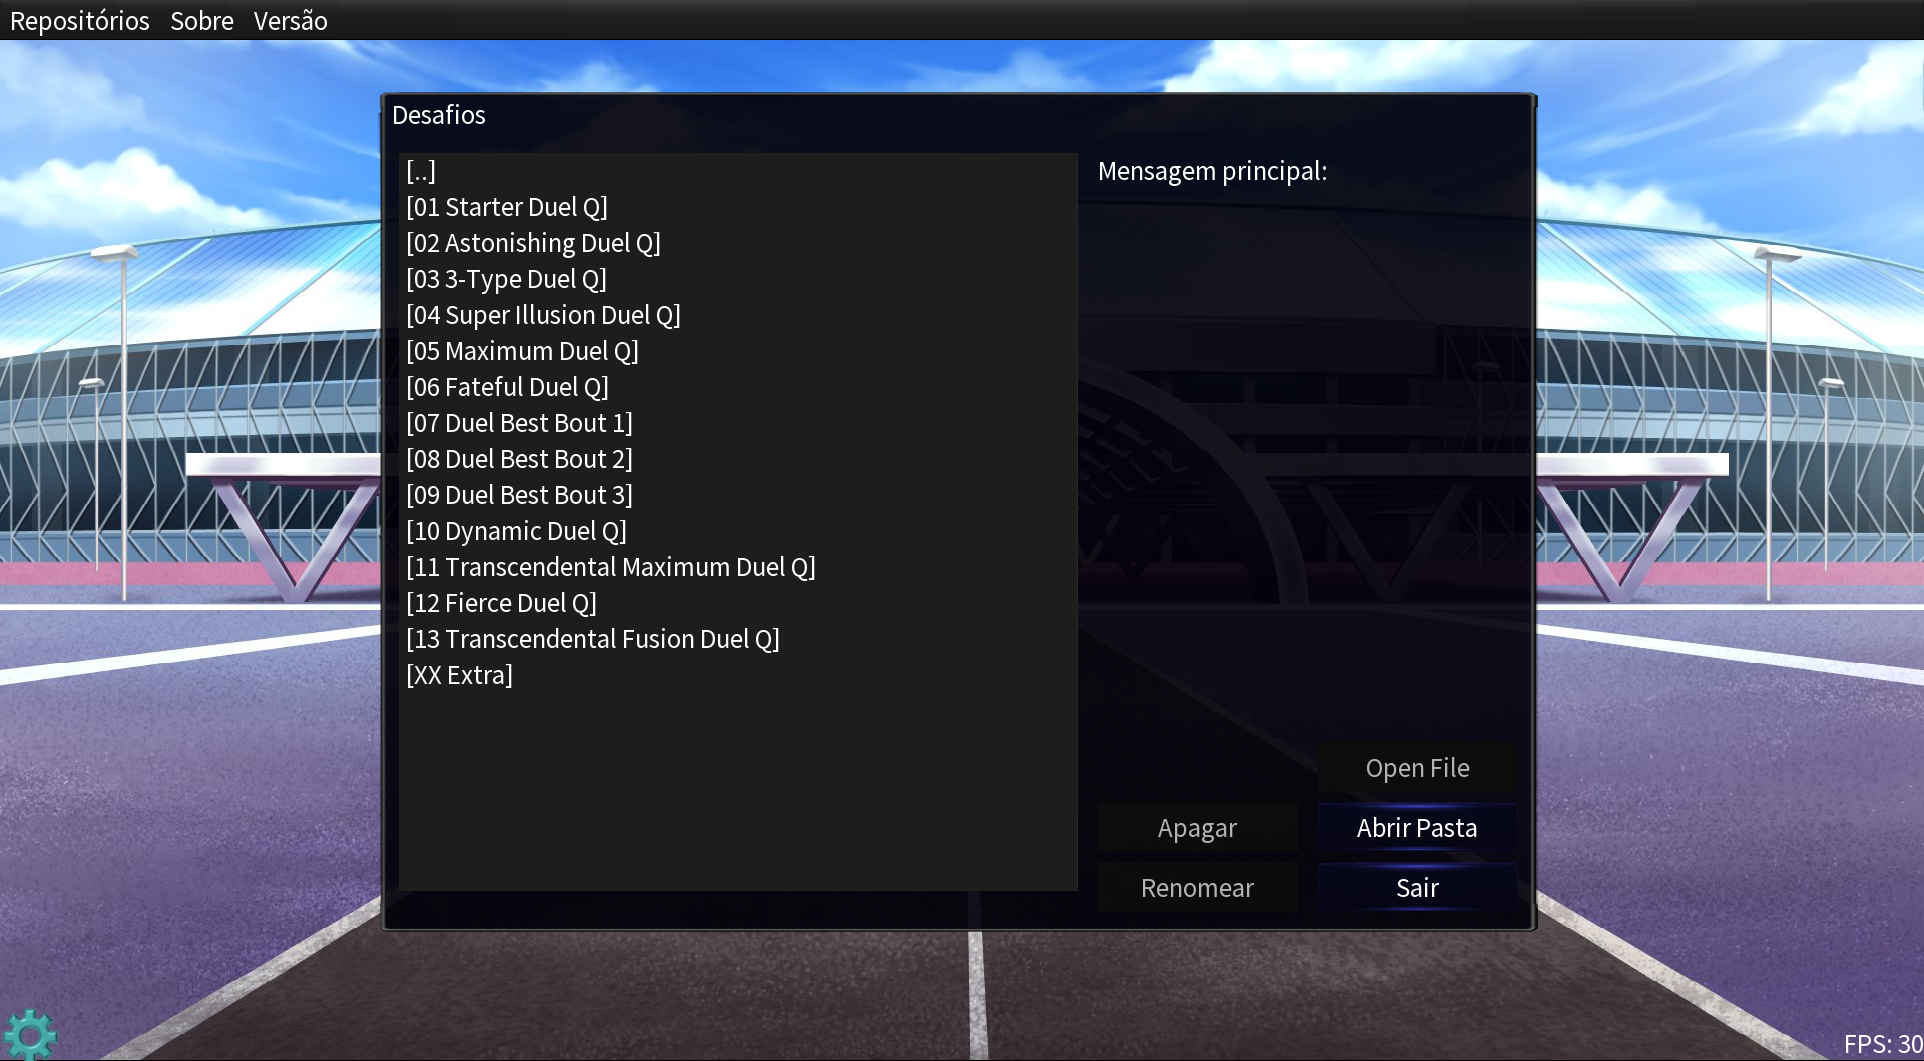 Repositórios Sobre Versão
Desafios
[..]
[01 Starter Duel Q]
[02 Astonishing Duel Q]
[03 3-Type Duel Q]
[04 Super Illusion Duel Q]
[05 Maximum Duel Q]
[06 Fateful Duel Q]
[07 Duel Best Bout 1]
[08 Duel Best Bout 2]
[09 Duel Best Bout 3]
[10 Dynamic Duel Q]
[11 Transcendental Maximum Duel Q]
[12 Fierce Duel Q]
[13 Transcendental Fusion Duel Q]
[XX Extra]
Mensagem principal:
Open File
Apagar Abrir Pasta
Renomear Sair
FPS: 30